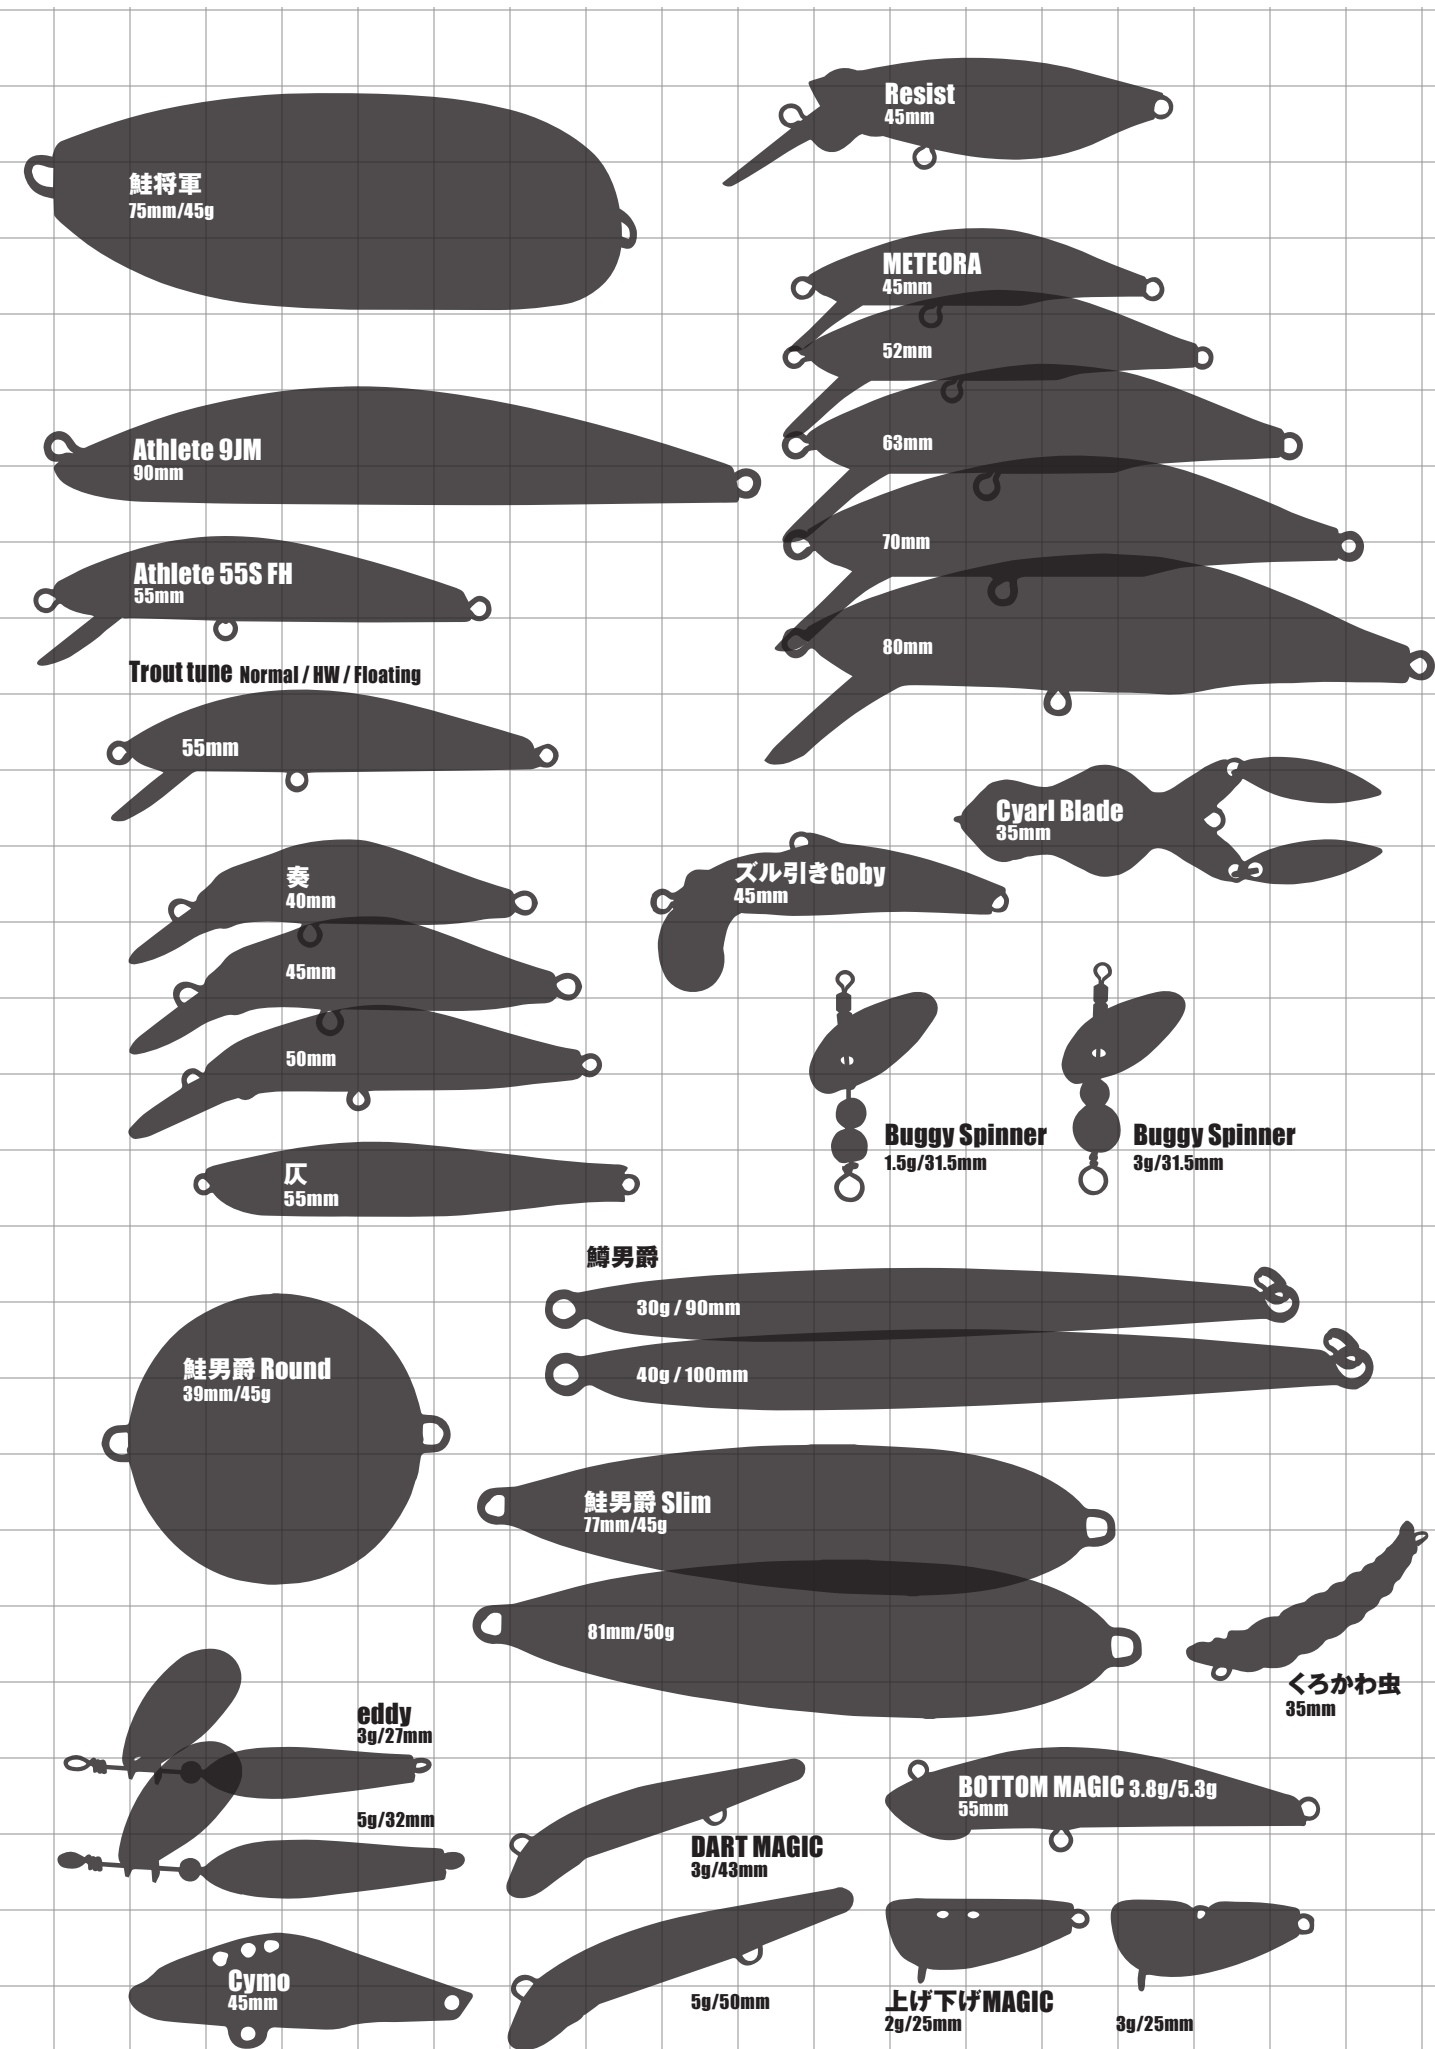 Resist
45mm
鮭将軍
75mm/45g
METEORA
45mm
52mm
63mm
70mm
80mm
Athlete 9JM
90mm
Athlete 55S FH
55mm
Trout tune Normal / HW / Floating
55mm
Cyarl Blade
35mm
ズル引きGoby
45mm
奏
40mm
45mm
50mm
仄
55mm
Buggy Spinner
1.5g/31.5mm
Buggy Spinner
3g/31.5mm
鱒男爵
30g / 90mm
40g / 100mm
鮭男爵 Round
39mm/45g
鮭男爵 Slim
77mm/45g
81mm/50g
くろかわ虫
35mm
eddy
3g/27mm
5g/32mm
DART MAGIC
3g/43mm
5g/50mm
BOTTOM MAGIC 3.8g/5.3g
55mm
Cymo
45mm
上げ下げMAGIC
2g/25mm
3g/25mm